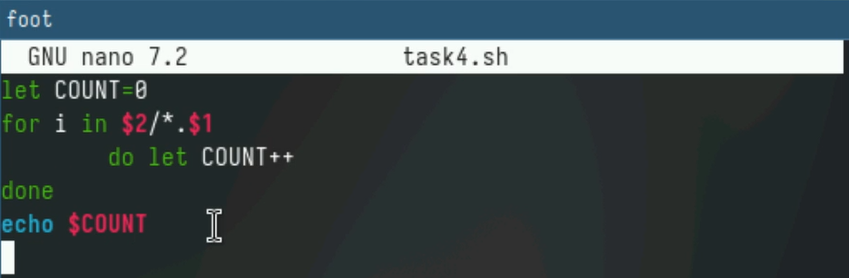 foot
GNU nano 7.2 task4.sh
let COUNT=0
for i in $2/*.$1
do let COUNT++
done
echo $COUNT